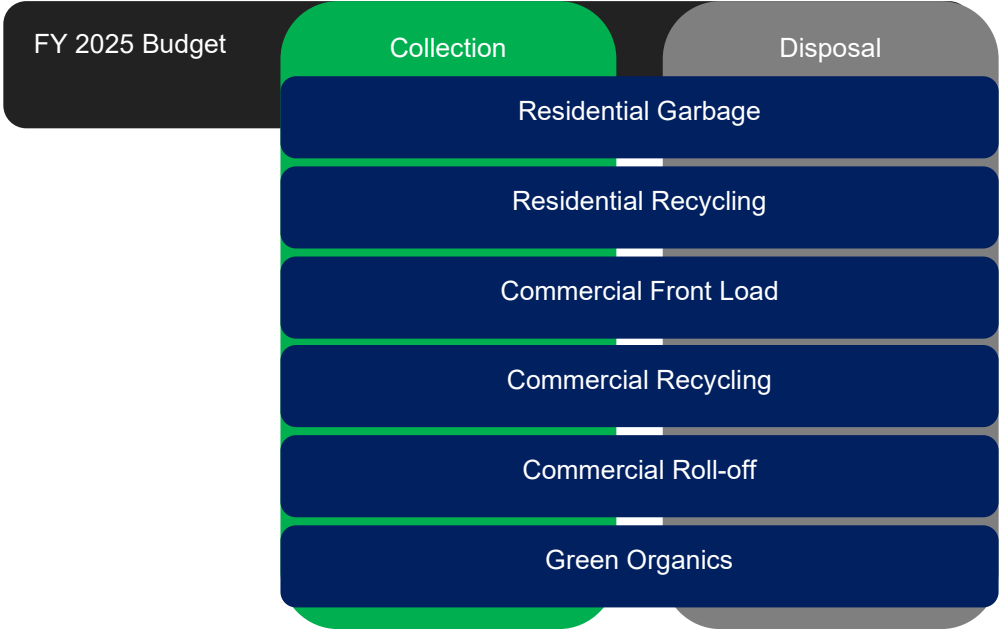 FY 2025 Budget
Collection
Disposal
Residential Garbage
Residential Recycling
Commercial Front Load
Commercial Recycling
Commercial Roll-off
Green Organics